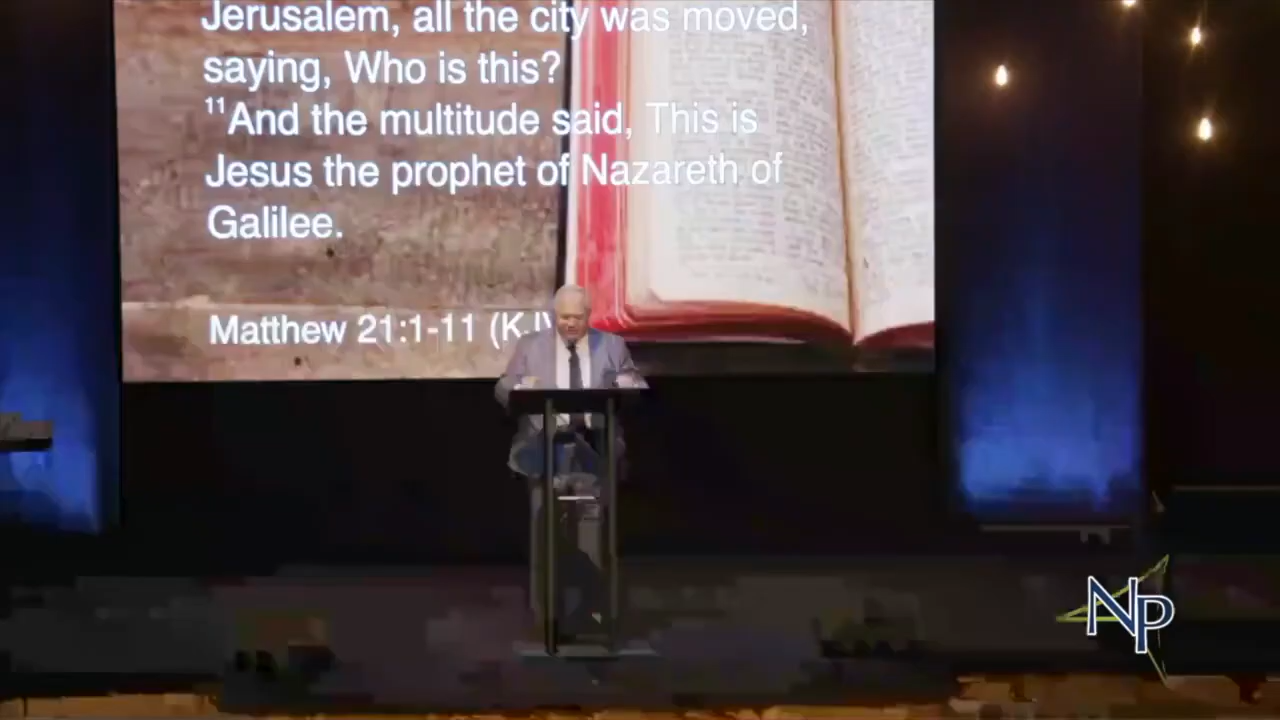 Jerusalem, all the city was moved,
saying, Who is this?
11And the multitude said, This is
Jesus the prophet of Nazareth of
Galilee.
Matthew 21:1-11 (KJ
NP